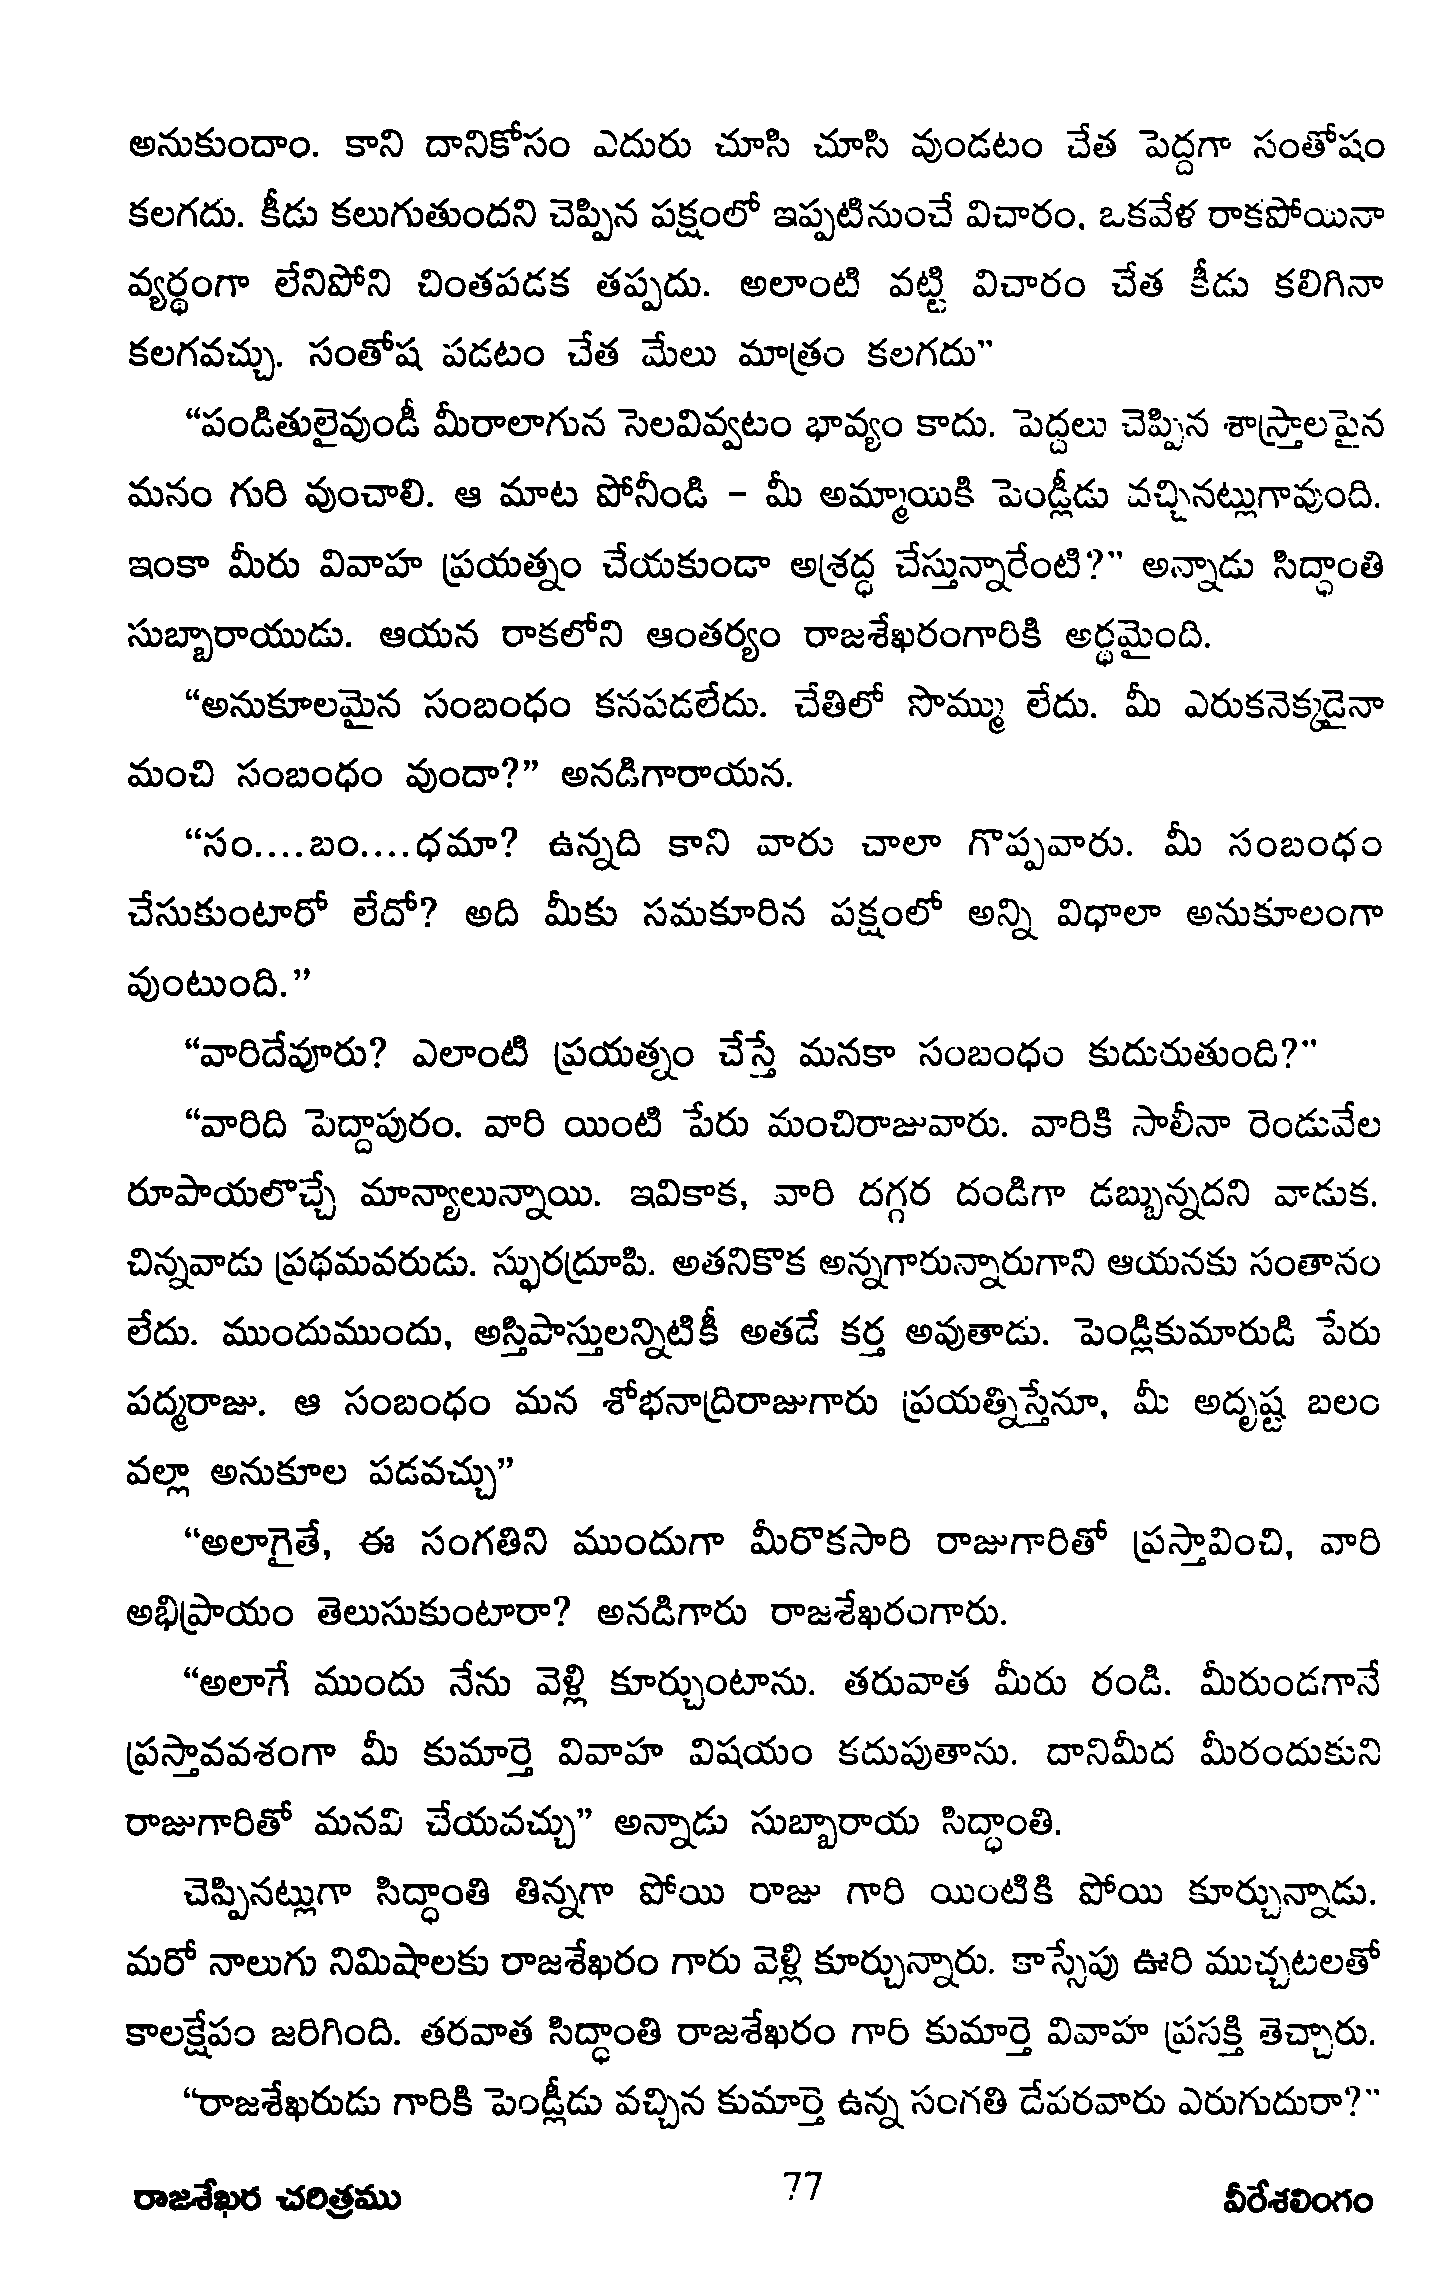 అనుకుందాం. కాని దానికోసం ఎదురు చూసి చూసి వుండటం చేత పెద్దగా సంతోషం
కలగదు. కీడు కలుగుతుందని చెప్పిన పక్షంలో ఇప్పటినుంచే విచారం, ఒకవేళ రాకపోయినా
వ్యర్థంగా లేనిపోని చింతపడక తప్పదు. అలాంటి వట్టి విచారం చేత కీడు కలిగినా
కలగవచ్చు. సంతోష పడటం చేత మేలు మాత్రం కలగదు”
“పండితులైవుండీ మీరాలాగున సెలవివ్వటం భావ్యం కాదు. పెద్దలు చెప్పిన శాస్త్రాలపైన
మనం గురి వుంచాలి. ఆ మాట పోనీండి – మీ అమ్మాయికి పెండ్లీడు వచ్చినట్లుగావుంది.
ఇంకా మీరు వివాహ ప్రయత్నం చేయకుండా అశ్రద్ధ చేస్తున్నారేంటి?” అన్నాడు సిద్ధాంతి
సుబ్బారాయుడు. ఆయన రాకలోని ఆంతర్యం రాజశేఖరంగారికి అర్థమైంది.
“అనుకూలమైన సంబంధం కనపడలేదు. చేతిలో సొమ్ము లేదు. మీ ఎరుకనెక్కడైనా
మంచి సంబంధం వుందా?” అనడిగారాయన.
“సం....బం....ధమా? ఉన్నది కాని వారు చాలా గొప్పవారు. మీ సంబంధం
చేసుకుంటారో లేదో? అది మీకు సమకూరిన పక్షంలో అన్ని విధాలా అనుకూలంగా
వుంటుంది.”
“వారిదేవూరు? ఎలాంటి ప్రయత్నం చేస్తే మనకా సంబంధం కుదురుతుంది?”
“వారిది పెద్దాపురం. వారి యింటి పేరు మంచిరాజువారు. వారికి సాలీనా రెండువేల
రూపాయలొచ్చే మాన్యాలున్నాయి. ఇవికాక, వారి దగ్గర దండిగా డబ్బున్నదని వాడుక.
చిన్నవాడు ప్రథమవరుడు. స్ఫురద్రూపి. అతనికొక అన్నగారున్నారుగాని ఆయనకు సంతానం
లేదు. ముందుముందు, అస్తిపాస్తులన్నిటికీ అతడే కర్త అవుతాడు. పెండ్లికుమారుడి పేరు
పద్మరాజు. ఆ సంబంధం మన శోభనాద్రిరాజుగారు ప్రయత్నిస్తేనూ, మీ అదృష్ట బలం
వల్లా అనుకూల పడవచ్చు”
“అలాగైతే, ఈ సంగతిని ముందుగా మీరొకసారి రాజుగారితో ప్రస్తావించి, వారి
అభిప్రాయం తెలుసుకుంటారా? అనడిగారు రాజశేఖరంగారు.
“అలాగే ముందు నేను వెళ్లి కూర్చుంటాను. తరువాత మీరు రండి. మీరుండగానే
ప్రస్తావవశంగా మీ కుమార్తె వివాహ విషయం కదుపుతాను. దానిమీద మీరందుకుని
రాజుగారితో మనవి చేయవచ్చు” అన్నాడు సుబ్బారాయ సిద్ధాంతి.
చెప్పినట్లుగా సిద్ధాంతి తిన్నగా పోయి రాజు గారి యింటికి పోయి కూర్చున్నాడు.
మరో నాలుగు నిమిషాలకు రాజశేఖరం గారు వెళ్లి కూర్చున్నారు. కాస్సేపు ఊరి ముచ్చటలతో
కాలక్షేపం జరిగింది. తరవాత సిద్ధాంతి రాజశేఖరం గారి కుమార్తె వివాహ ప్రసక్తి తెచ్చారు.
“రాజశేఖరుడు గారికి పెండ్లీడు వచ్చిన కుమార్తె ఉన్న సంగతి దేవరవారు ఎరుగుదురా?”
రాజశేఖర చరిత్రము 77 వీరేశలింగం